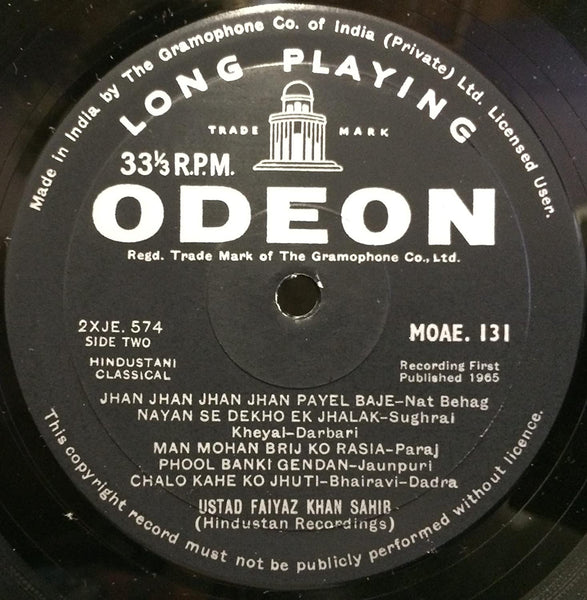 Made in India by The Gramophone Co. of India (Private) Ltd. Licensed User.
LONG PLAYING
TRADE MARK
33⅓ R.P.M.
ODEON
Regd. Trade Mark of The Gramophone Co., Ltd.
2XJE. 574
SIDE TWO
MOAE. 131
HINDUSTANI
CLASSICAL
Recording First
Published 1965
JHAN JHAN JHAN JHAN PAYEL BAJE–Nat Behag
NAYAN SE DEKHO EK JHALAK–Sughrai
Kheyal–Darbari
MAN MOHAN BRIJ KO RASIA–Paraj
PHOOL BANKI GENDAN–Jaunpuri
CHALO KAHE KO JHUTI–Bhairavi–Dadra
USTAD FAIYAZ KHAN SAHIB
(Hindustan Recordings)
This copyright record must not be publicly performed without licence.